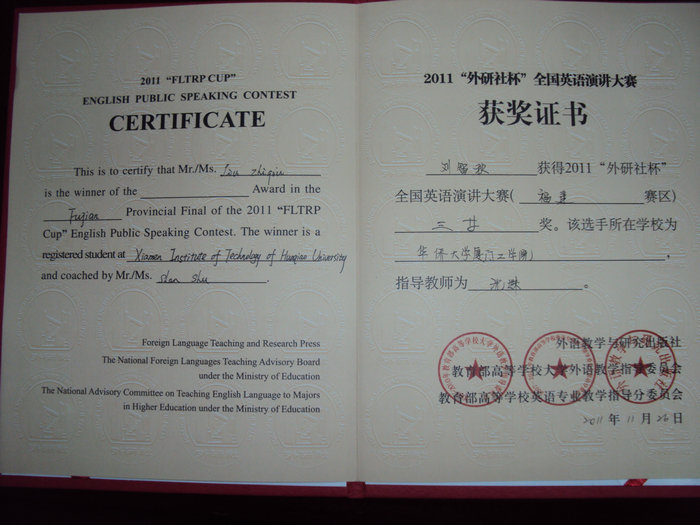 2011 “FLTRP CUP”
ENGLISH PUBLIC SPEAKING CONTEST
CERTIFICATE
This is to certify that Mr./Ms.
is the winner of the Award in the
Fujian Provincial Final of the 2011 “FLTRP
Cup” English Public Speaking Contest. The winner is a
registered student at Xiamen Institute of Technology of Huaqiao University
and coached by Mr./Ms. shan shu.
Foreign Language Teaching and Research Press
The National Foreign Languages Teaching Advisory Board
under the Ministry of Education
The National Advisory Committee on Teaching English Language to Majors
in Higher Education under the Ministry of Education
2011“外研社杯”全国英语演讲大赛
获奖证书
刘 获得2011“外研社杯”
全国英语演讲大赛(福建赛区)
三等奖。该选手所在学校为
华侨大学厦门工学院,
指导教师为。
外语教学与研究出版社
教育部高等学校大学外语教学指导委员会
教育部高等学校英语专业教学指导分委员会
2011年11月26日